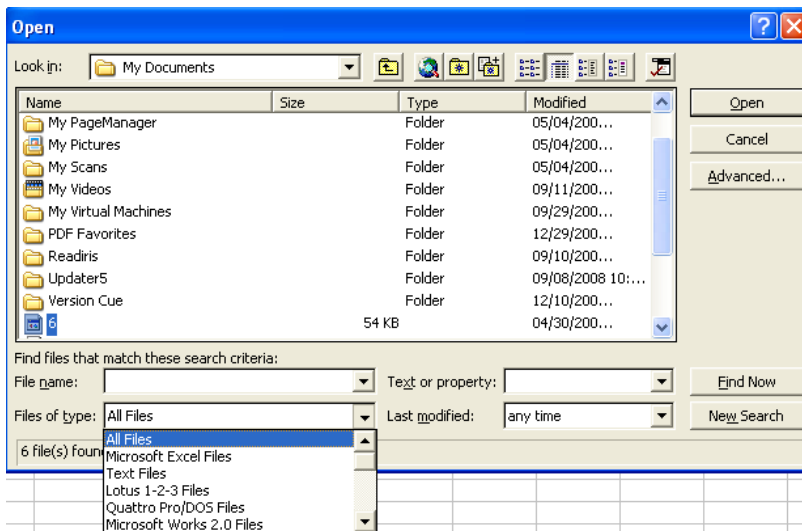 Open
Look in: My Documents
Name Size Type Modified
My PageManager Folder 05/04/200...
My Pictures Folder 05/04/200...
My Scans Folder 05/04/200...
My Videos Folder 09/11/200...
My Virtual Machines Folder 09/29/200...
PDF Favorites Folder 12/29/200...
Readiris Folder 09/10/200...
Updater5 Folder 09/08/2008 10:...
Version Cue Folder 12/10/200...
6 54 KB 04/30/200...
Open
Cancel
Advanced...
Find files that match these search criteria:
File name: Text or property: Find Now
Files of type: All Files Last modified: any time New Search
6 file(s) foun
All Files
Microsoft Excel Files
Text Files
Lotus 1-2-3 Files
Quattro Pro/DOS Files
Microsoft Works 2.0 Files